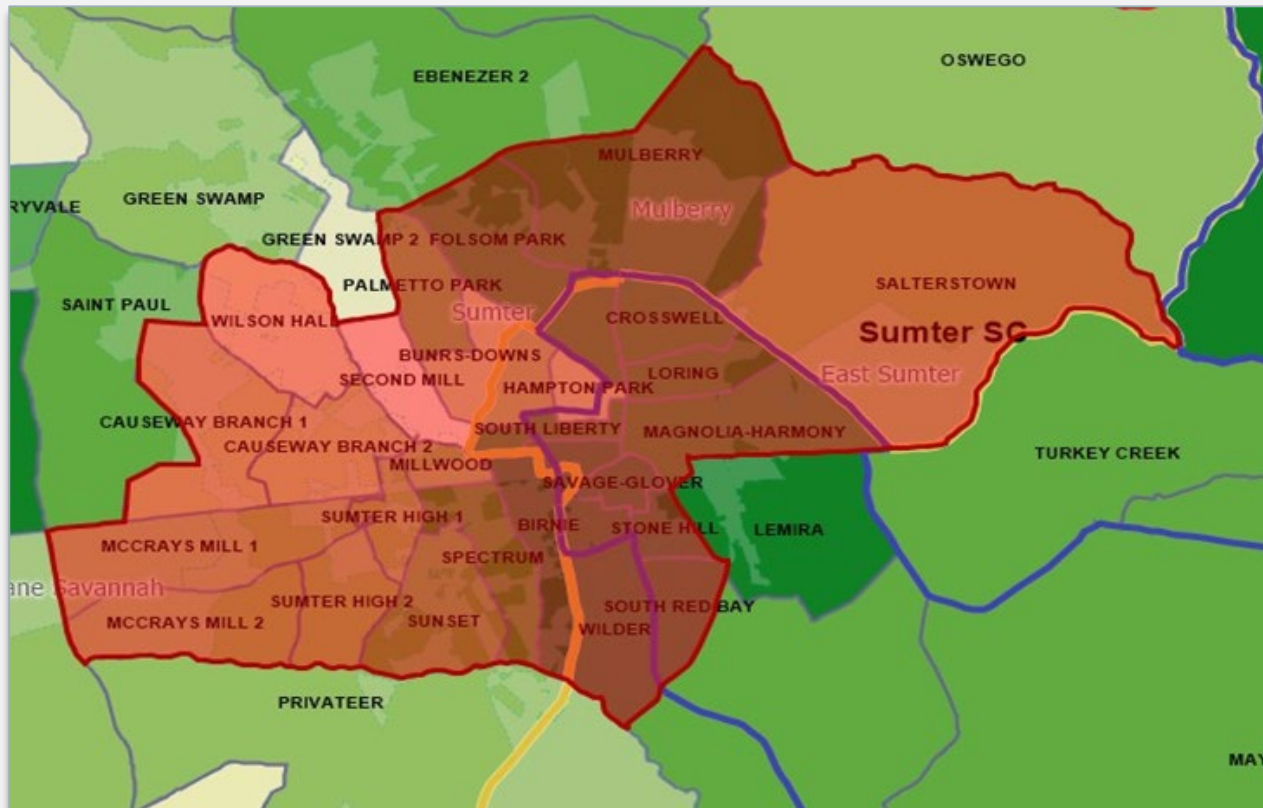 OSWEGO
EBENEZER 2
MULBERRY
RYVALE
GREEN SWAMP
Mulberry
GREEN SWAMP 2
FOLSOM PARK
PALMETTO PARK
SALTERSTOWN
SAINT PAUL
Sumter
WILSON HALL
CROSSWELL
Sumter SC
BUNRS-DOWNS
SECOND MILL
HAMPTON PARK
LORING
East Sumter
CAUSEWAY BRANCH 1
SOUTH LIBERTY
MAGNOLIA-HARMONY
CAUSEWAY BRANCH 2
MILLWOOD
TURKEY CREEK
SAVAGE-GLOVER
SUMTER HIGH 1
BIRNIE
STONE HILL
LEMIRA
MCCRAYS MILL 1
SPECTRUM
ane Savannah
SUMTER HIGH 2
SOUTH RED BAY
MCCRAYS MILL 2
SUNSET
WILDER
PRIVATEER
MAY